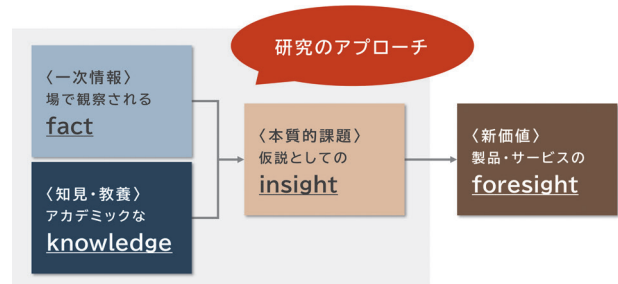 研究のアプローチ
〈一次情報〉
場で観察される
fact
〈知見・教養〉
アカデミックな
knowledge
〈本質的課題〉
仮説としての
insight
〈新価値〉
製品・サービスの
foresight